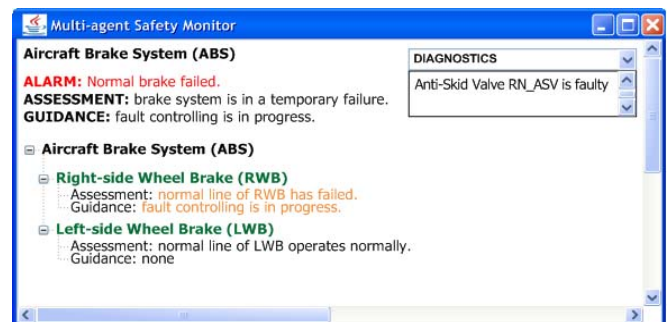 Multi-agent Safety Monitor
Aircraft Brake System (ABS)
DIAGNOSTICS
ALARM: Normal brake failed.
Anti-Skid Valve RN_ASV is faulty
ASSESSMENT: brake system is in a temporary failure.
GUIDANCE: fault controlling is in progress.
Aircraft Brake System (ABS)
Right-side Wheel Brake (RWB)
Assessment: normal line of RWB has failed.
Guidance: fault controlling is in progress.
Left-side Wheel Brake (LWB)
Assessment: normal line of LWB operates normally.
Guidance: none